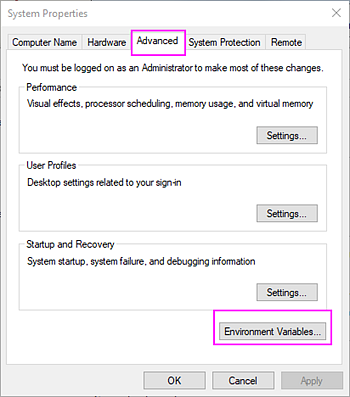 System Properties
Computer Name Hardware Advanced System Protection Remote
You must be logged on as an Administrator to make most of these changes.
Performance
Visual effects, processor scheduling, memory usage, and virtual memory
Settings...
User Profiles
Desktop settings related to your sign-in
Settings...
Startup and Recovery
System startup, system failure, and debugging information
Settings...
Environment Variables...
OK Cancel Apply